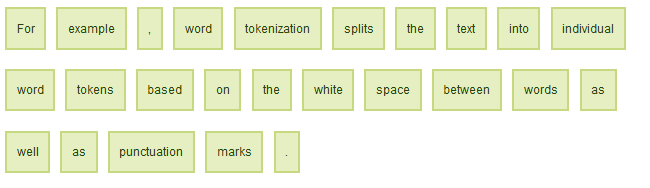 For example , word tokenization splits the text into individual
word tokens based on the white space between words as
well as punctuation marks .